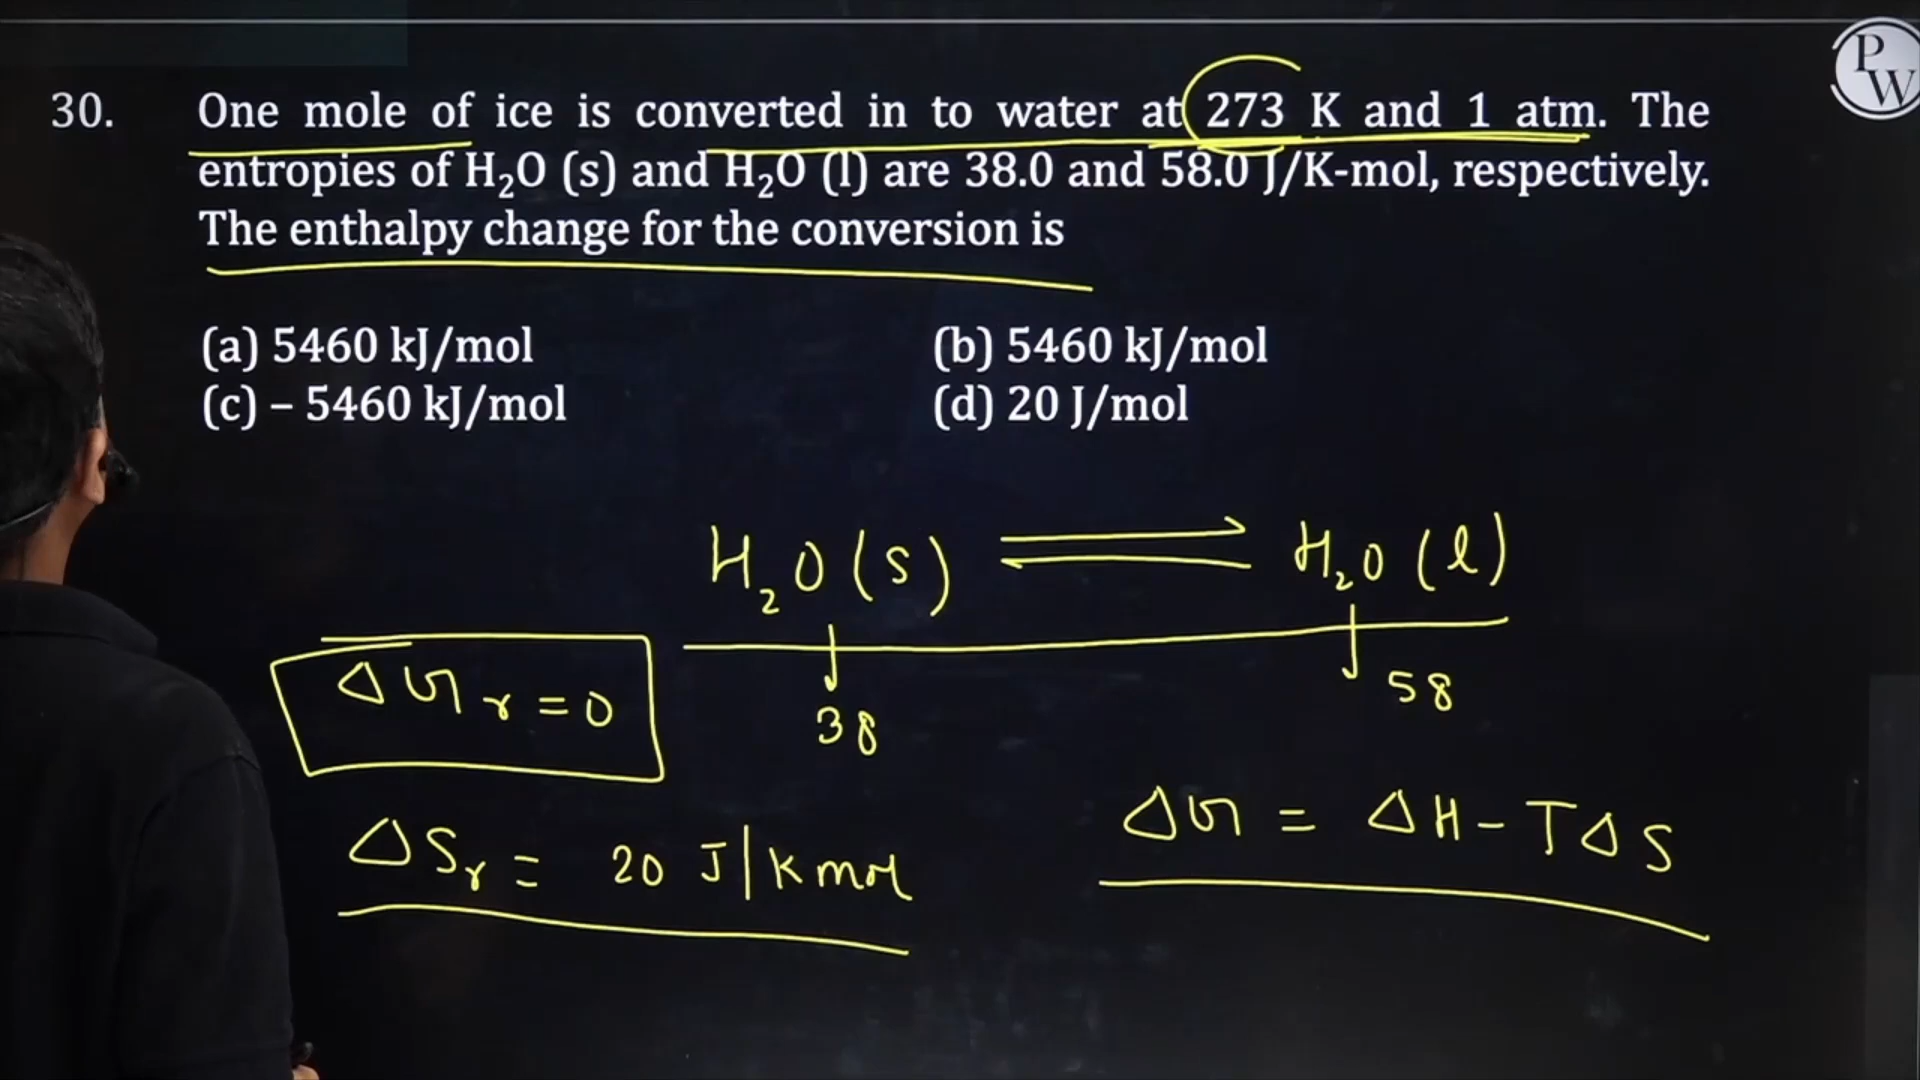 PW
30. One mole of ice is converted in to water at 273 K and 1 atm. The
entropies of H₂O (s) and H₂O (l) are 38.0 and 58.0 J/K-mol, respectively.
The enthalpy change for the conversion is
(a) 5460 kJ/mol (b) 5460 kJ/mol
(c) – 5460 kJ/mol (d) 20 J/mol
H₂O (s) ⇌ H₂O (l)
38 58
ΔG r = 0
ΔG = ΔH - TΔS
ΔSr = 20 J/K mol